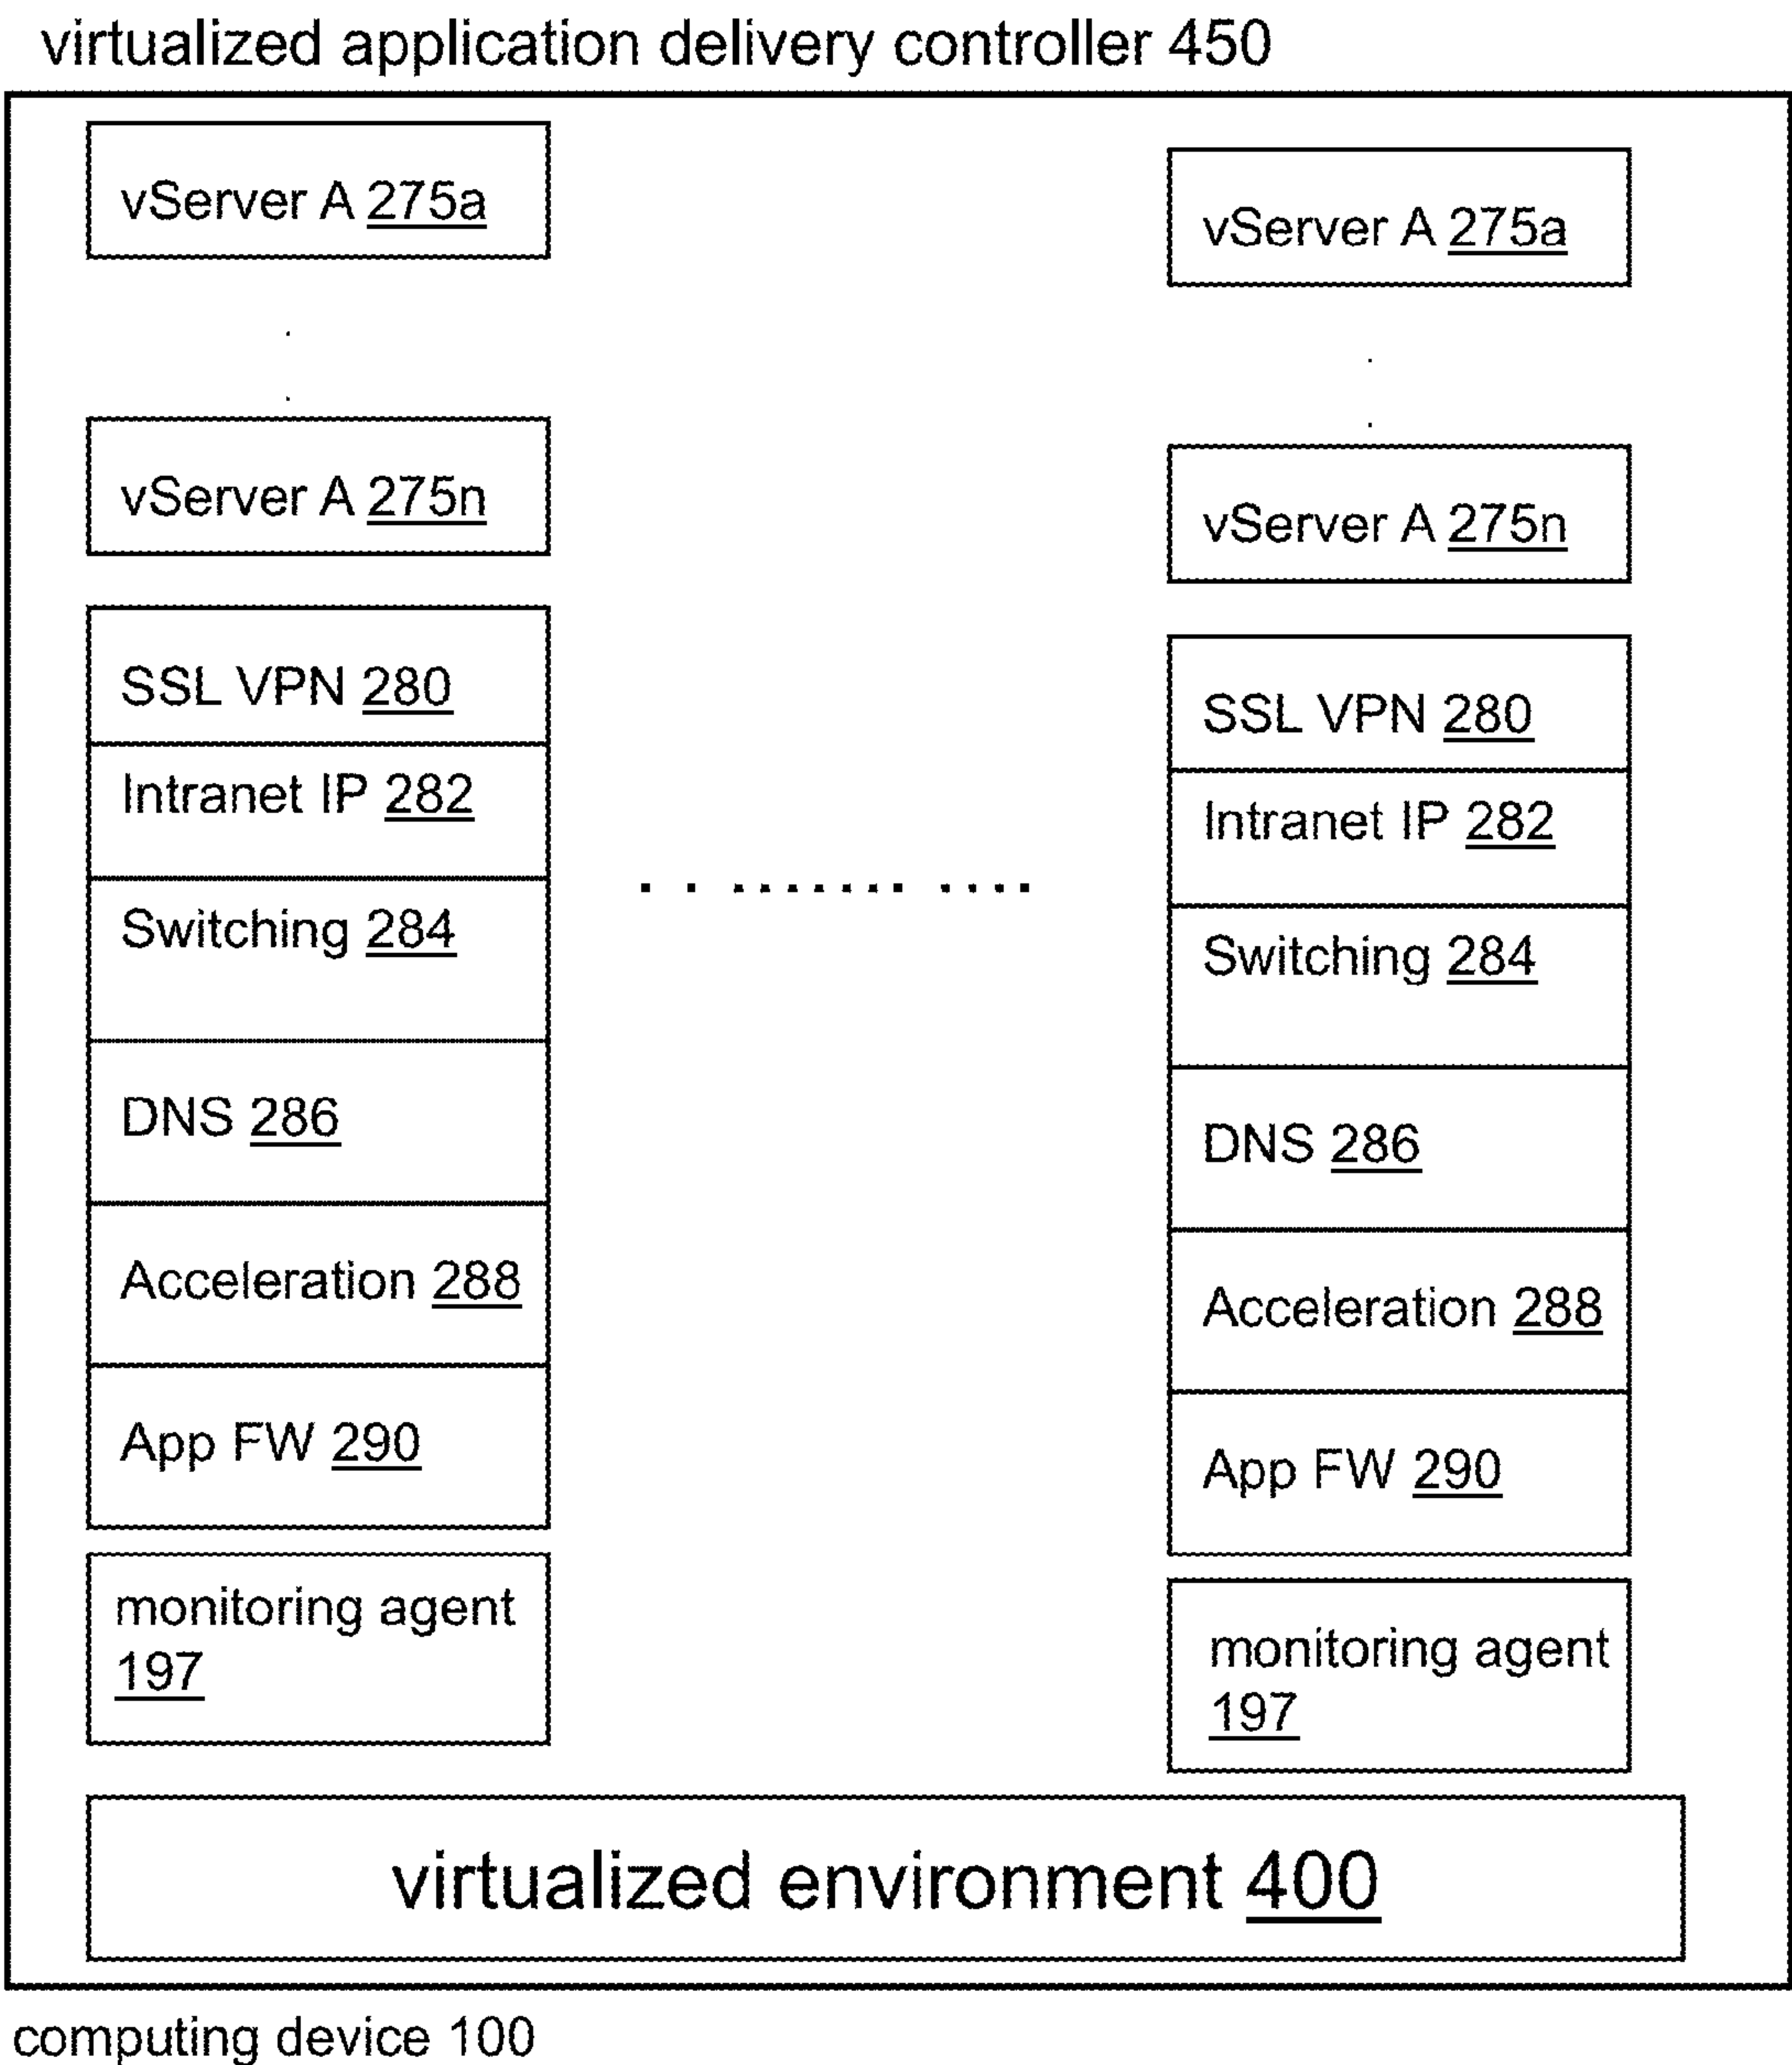 virtualized application delivery controller 450
vServer A 275a
vServer A 275n
SSL VPN 280
Intranet IP 282
Switching 284
DNS 286
Acceleration 288
App FW 290
monitoring agent
197
vServer A 275a
vServer A 275n
SSL VPN 280
Intranet IP 282
Switching 284
DNS 286
Acceleration 288
App FW 290
monitoring agent
197
virtualized environment 400
computing device 100